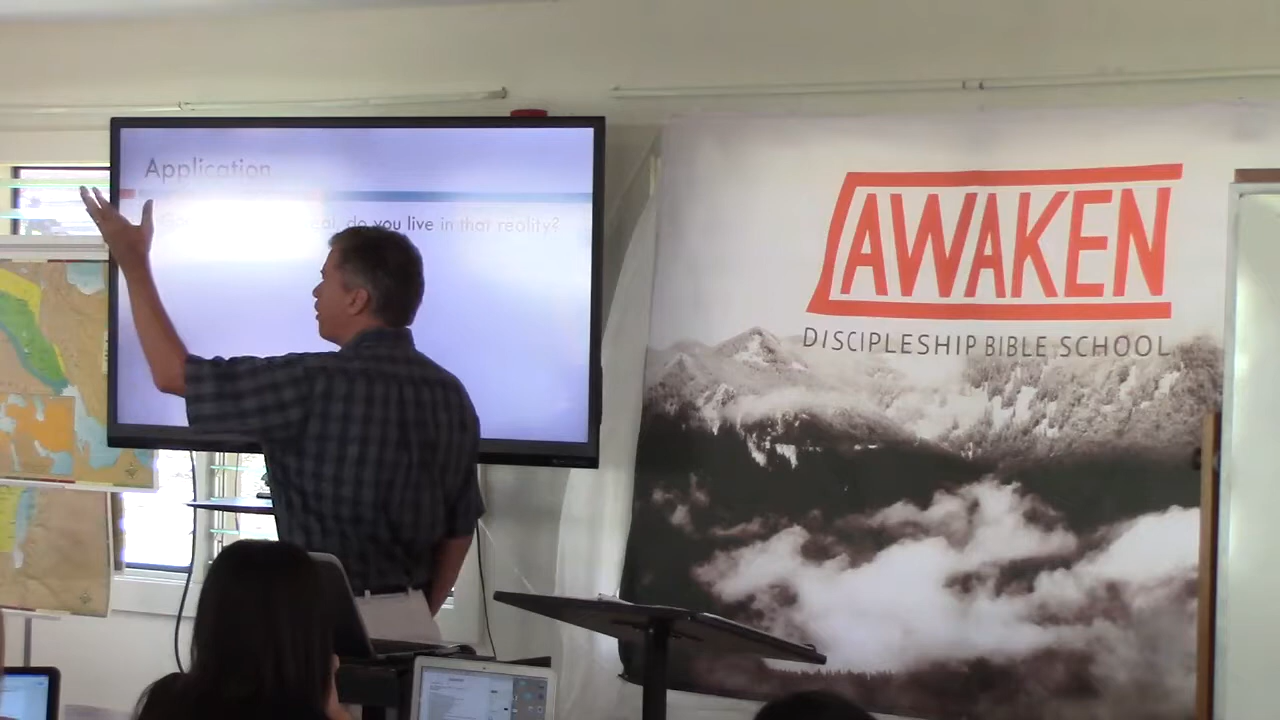 Application
do you live in that reality?
AWAKEN
DISCIPLESHIP BIBLE SCHOOL